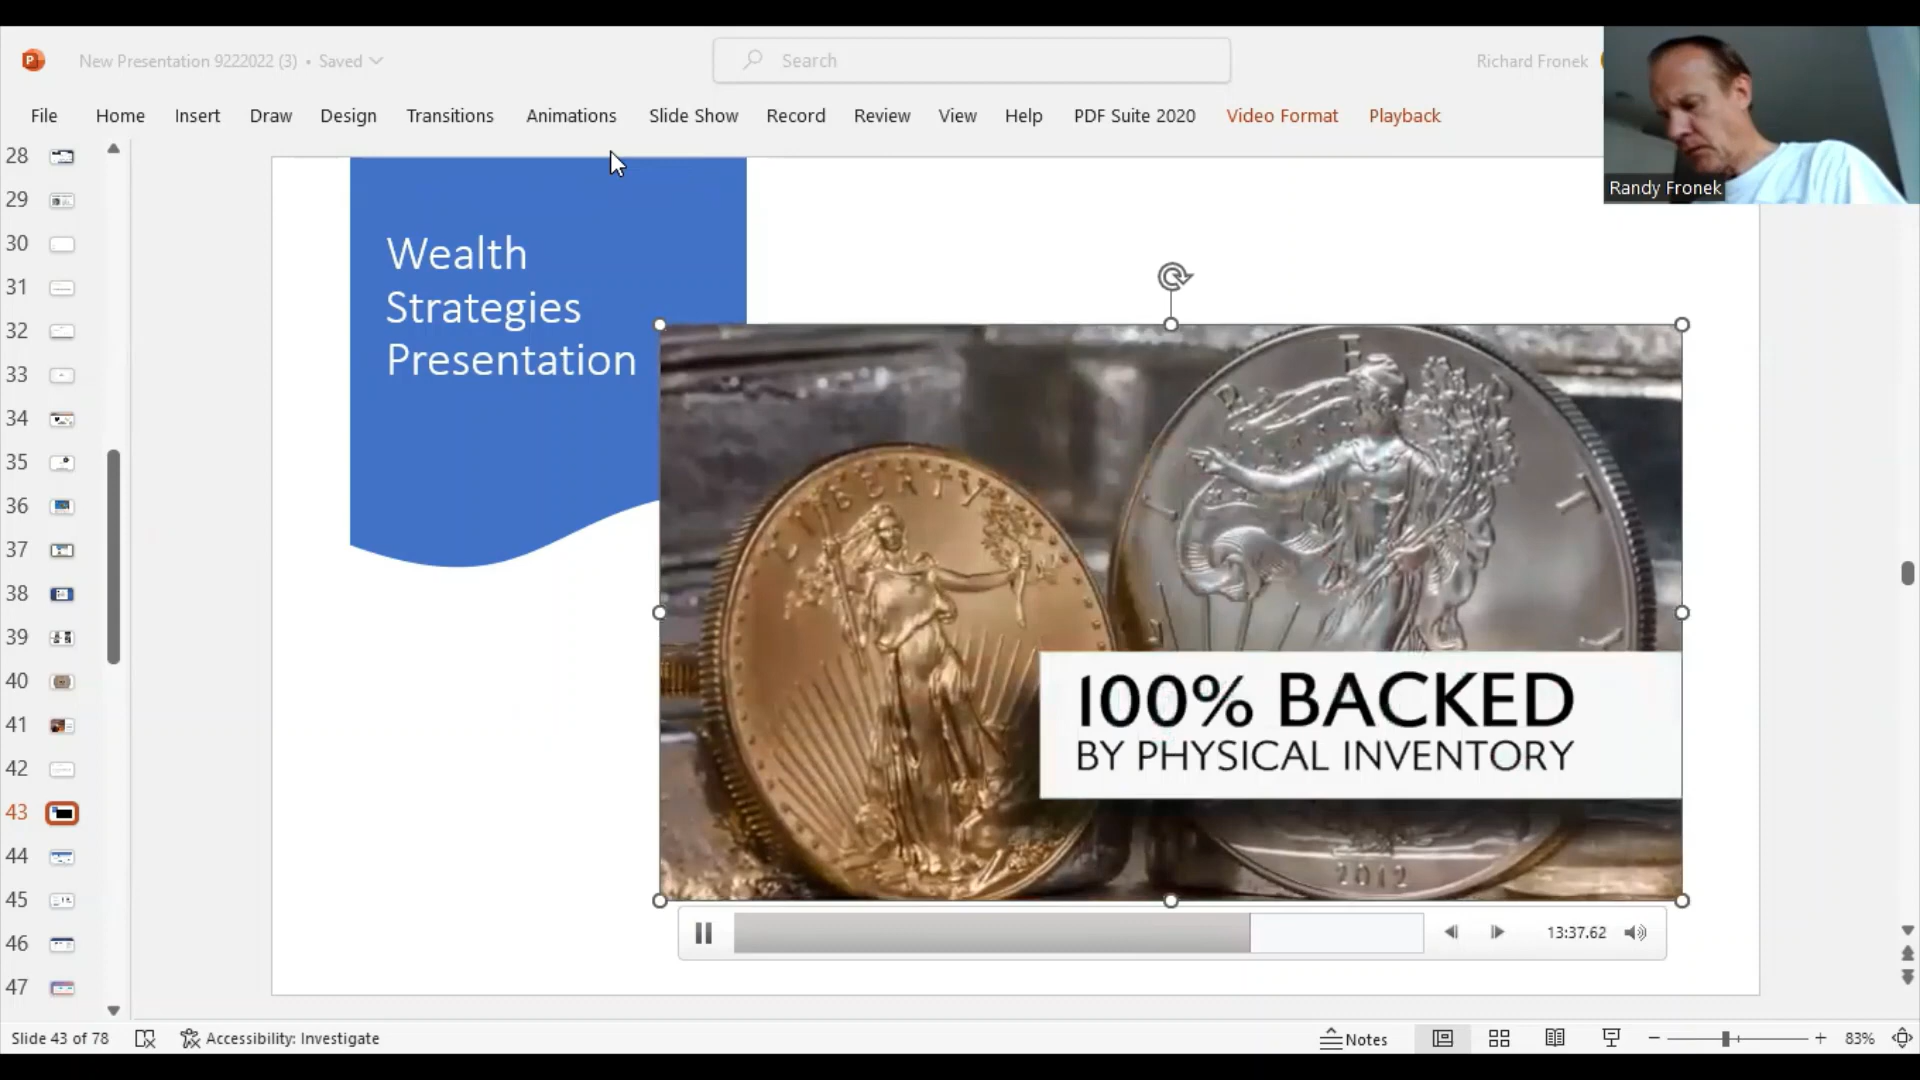 New Presentation 9222022 (3) • Saved
Search
Richard Fronek
File Home Insert Draw Design Transitions Animations Slide Show Record Review View Help PDF Suite 2020 Video Format Playback
Randy Fronek
28
29
30
31
32
33
34
35
36
37
38
39
40
41
42
43
44
45
46
47
Wealth
Strategies
Presentation
LIBERTY
2012
100% BACKED
BY PHYSICAL INVENTORY
13:37.62
Slide 43 of 78
Accessibility: Investigate
Notes
83%